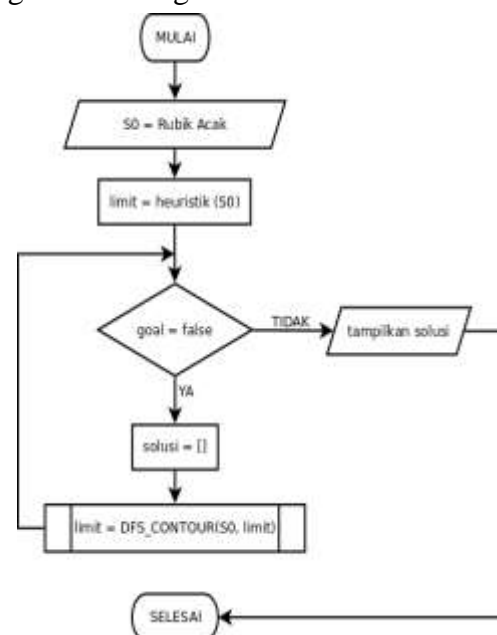 MULAI
S0 = Rubik Acak
limit = heuristik (S0)
goal = false
TIDAK
tampilkan solusi
YA
solusi = []
limit = DFS_CONTOUR(S0, limit)
SELESAI